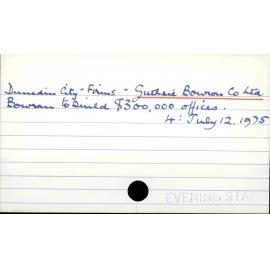 Dunedin City - Firms - Guthrie Bowron Co Ltd
Bowron to build $300,000 offices.
4: July 12. 1975
EVENING STAR